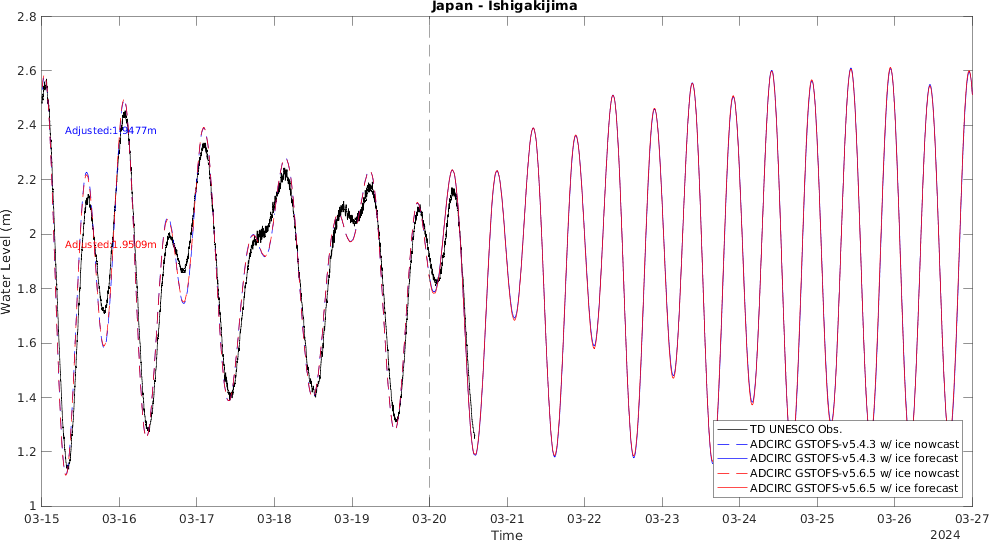 Japan - Ishigakijima
2.8
2.6
2.4
2.2
2
1.8
1.6
1.4
1.2
1
Water Level (m)
Adjusted:1.9477m
Adjusted:1.9509m
TD UNESCO Obs.
ADCIRC GSTOFS-v5.4.3 w/ ice nowcast
ADCIRC GSTOFS-v5.4.3 w/ ice forecast
ADCIRC GSTOFS-v5.6.5 w/ ice nowcast
ADCIRC GSTOFS-v5.6.5 w/ ice forecast
03-15 03-16 03-17 03-18 03-19 03-20 03-21 03-22 03-23 03-24 03-25 03-26 03-27
Time
2024